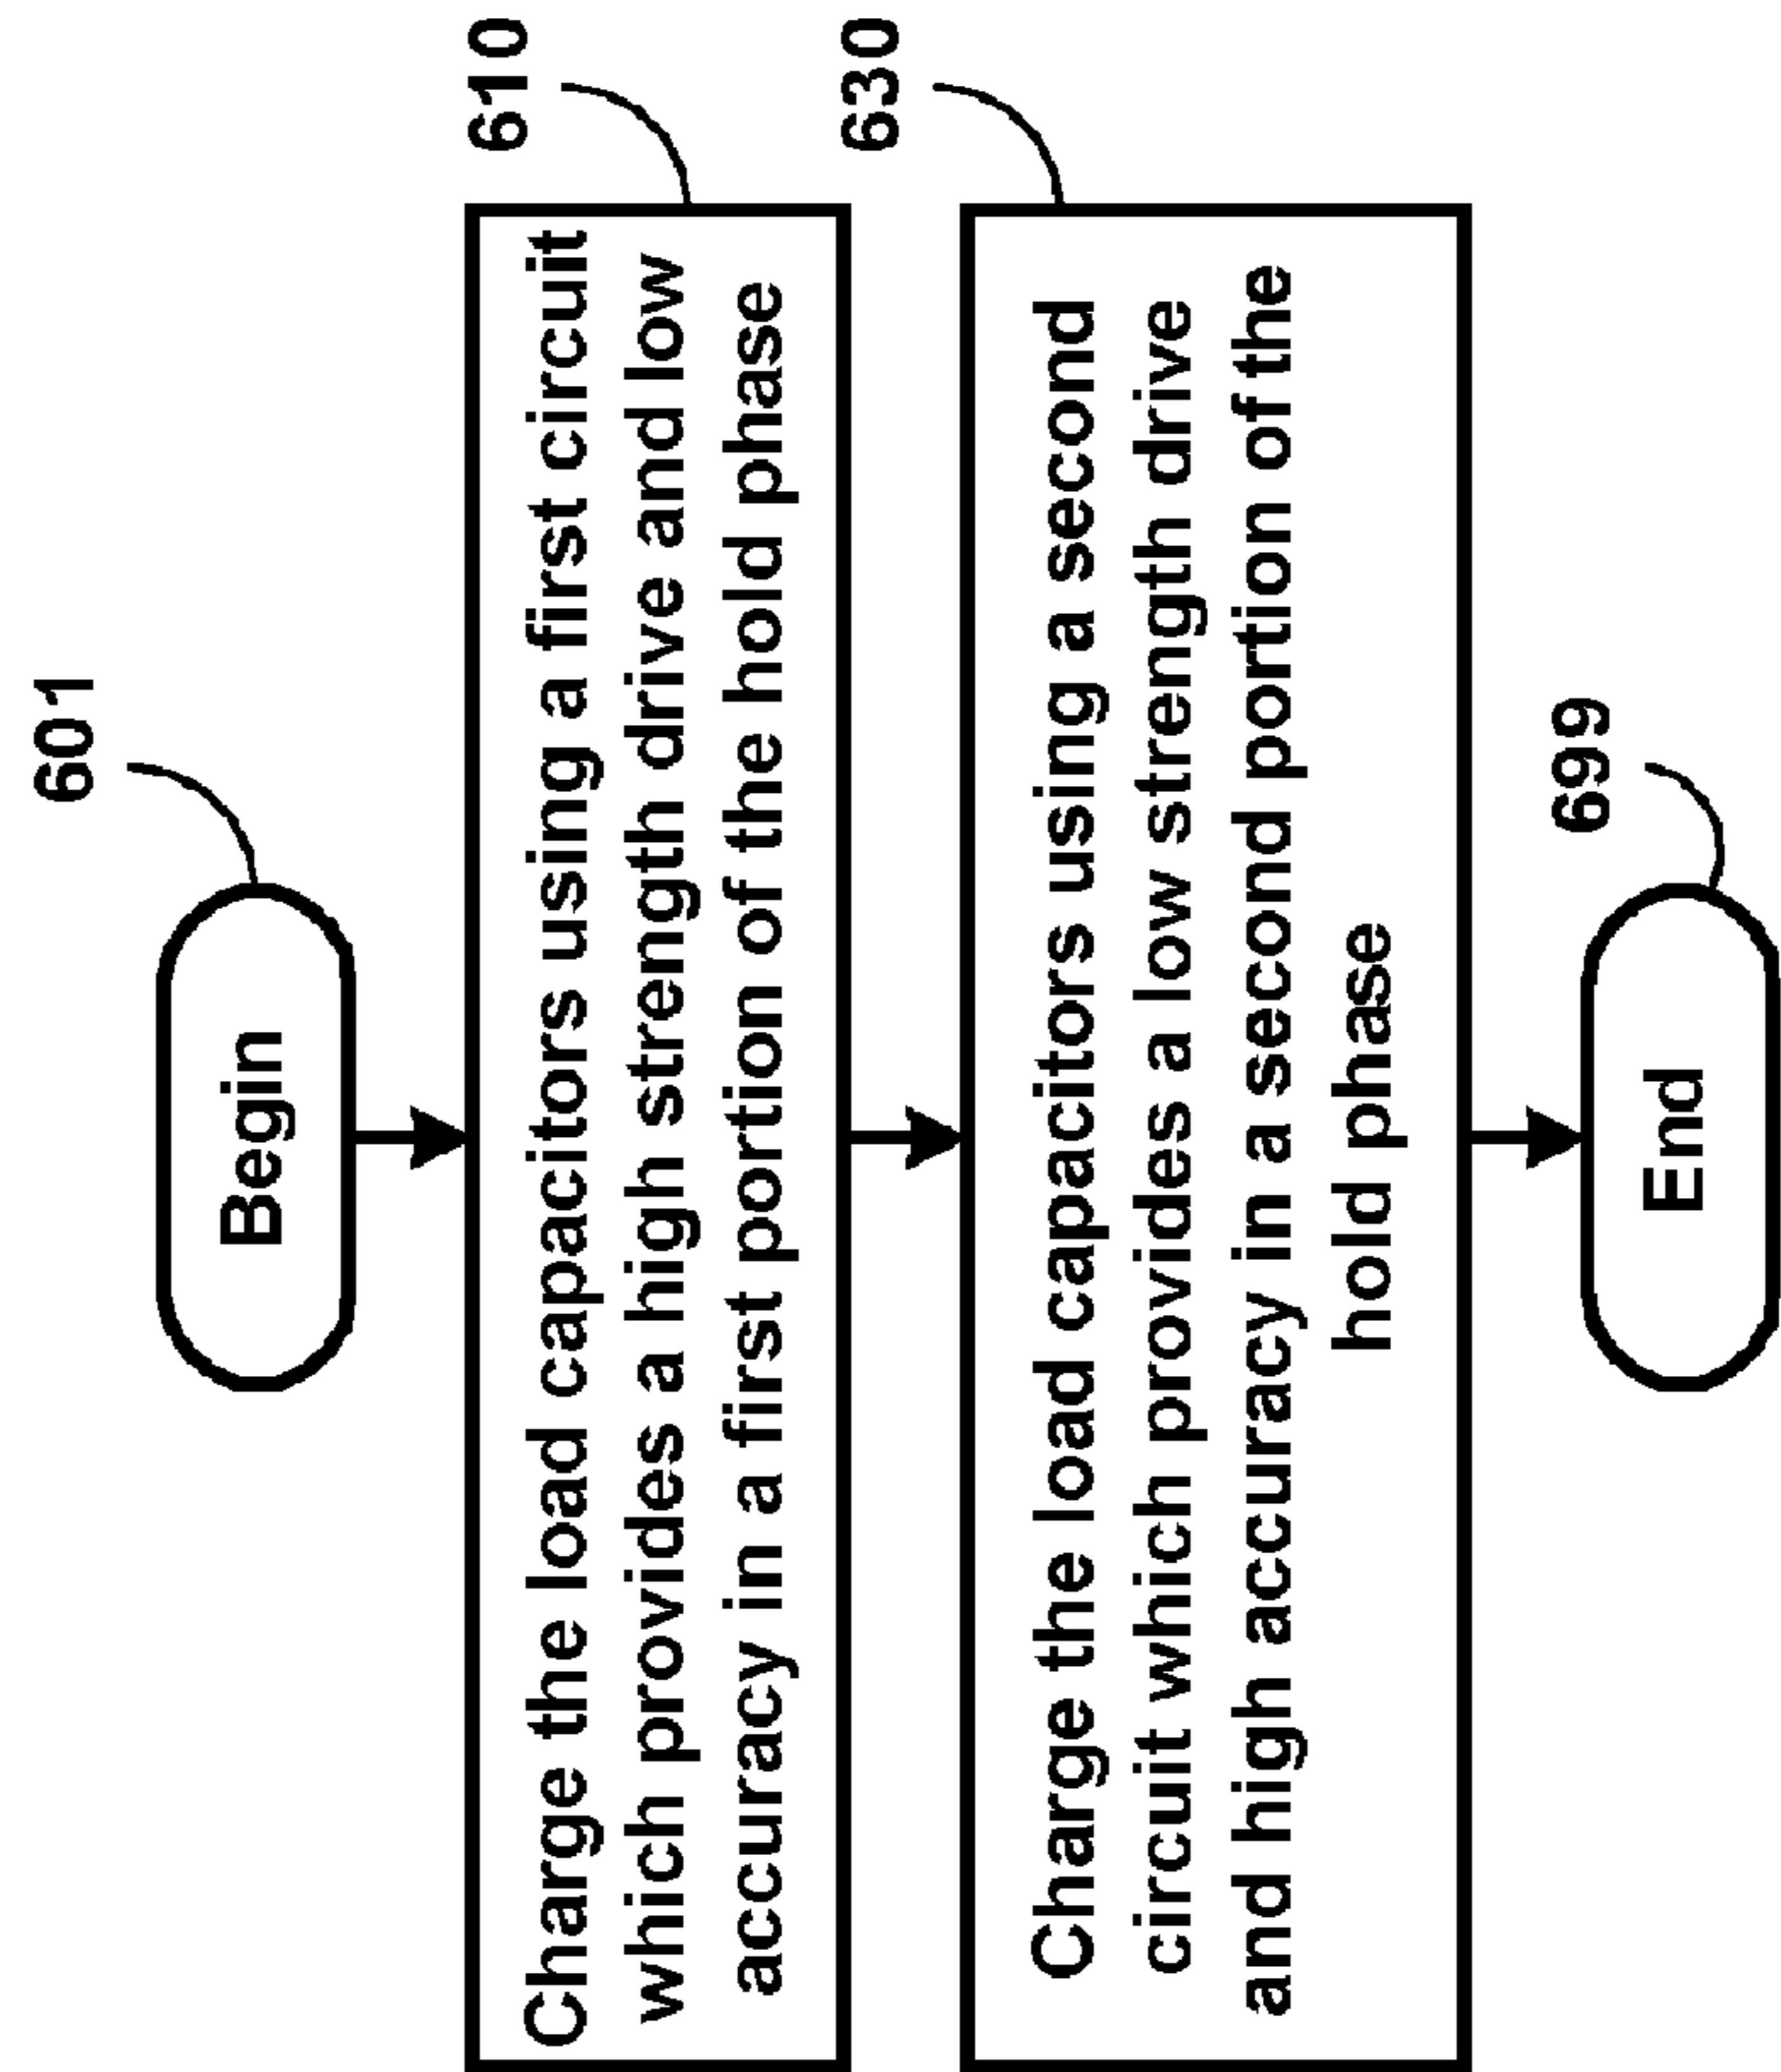 601
Begin
610
Charge the load capacitors using a first circuit
which provides a high strength drive and low
accuracy in a first portion of the hold phase
630
Charge the load capacitors using a second
circuit which provides a low strength drive
and high accuracy in a second portion of the
hold phase
699
End